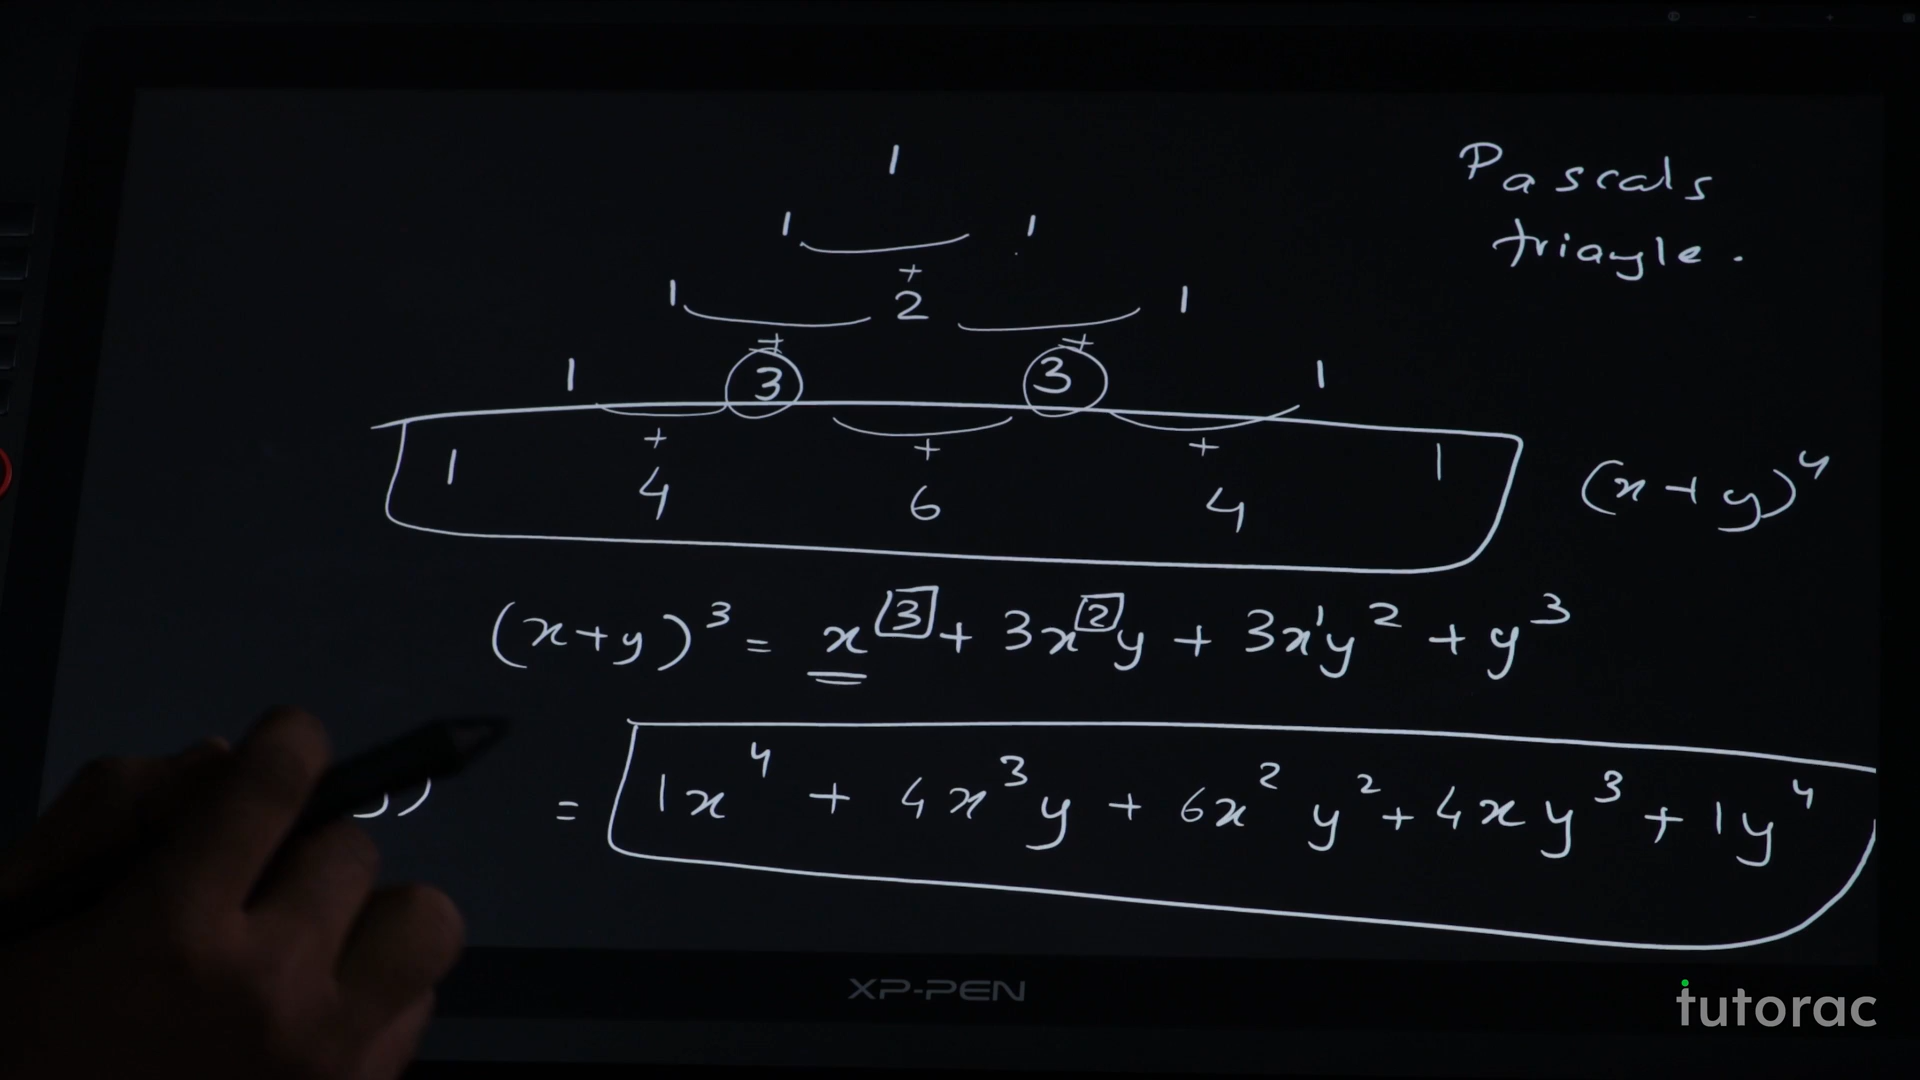 Pascals
triayle.
1
1 1
+
1 2 1
+ +
1 3 3 1
+ + +
1 4 6 4 1
(x+y)⁴
(x+y)³ = x³ + 3x²y + 3x¹y² + y³
= 1x⁴ + 4x³y + 6x²y² + 4xy³ + 1y⁴
XP-PEN
tutorac